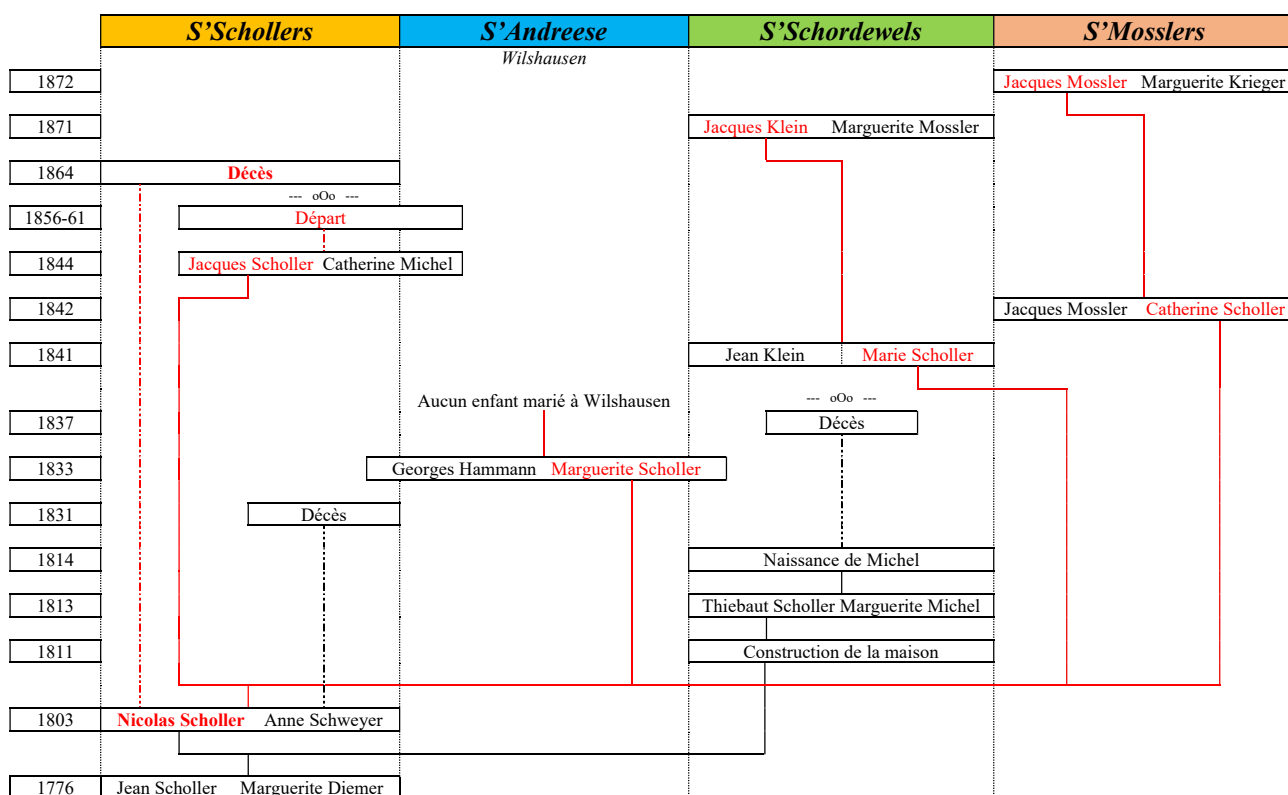 S'Schollers S'Andreese S'Schordewels S'Mosslers
Wilshausen
1872 Jacques Mossler Marguerite Krieger
1871 Jacques Klein Marguerite Mossler
1864 Décès
--- oOo ---
1856-61 Départ
1844 Jacques Scholler Catherine Michel
1842 Jacques Mossler Catherine Scholler
1841 Jean Klein Marie Scholler
Aucun enfant marié à Wilshausen --- oOo ---
1837 Décès
1833 Georges Hammann Marguerite Scholler
1831 Décès
1814 Naissance de Michel
1813 Thiebaut Scholler Marguerite Michel
1811 Construction de la maison
1803 Nicolas Scholler Anne Schweyer
1776 Jean Scholler Marguerite Diemer